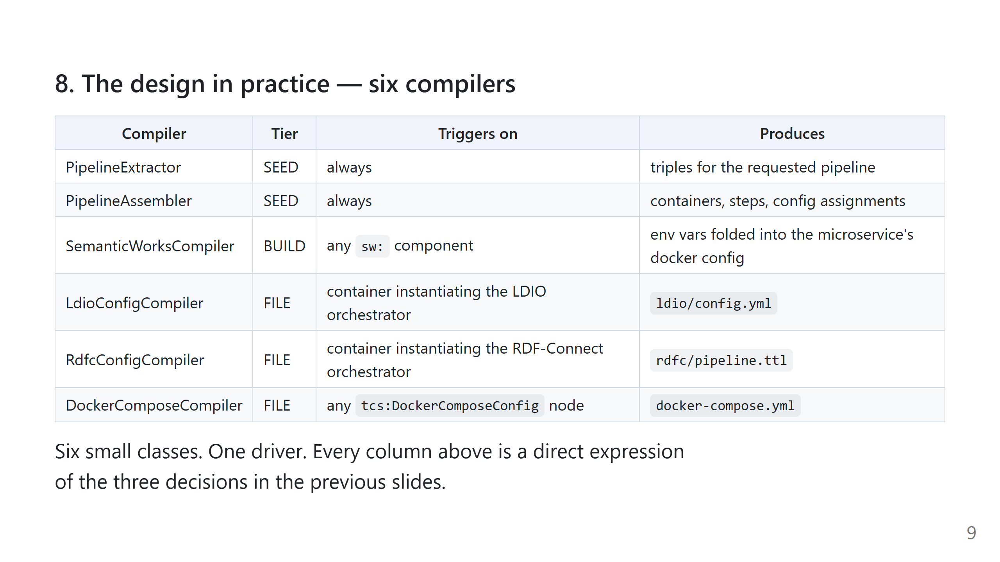 8. The design in practice — six compilers
Compiler Tier Triggers on Produces
PipelineExtractor SEED always triples for the requested pipeline
PipelineAssembler SEED always containers, steps, config assignments
SemanticWorksCompiler BUILD any sw: component env vars folded into the microservice's
docker config
LdioConfigCompiler FILE container instantiating the LDIO
orchestrator ldio/config.yml
RdfcConfigCompiler FILE container instantiating the RDF-Connect
orchestrator rdfc/pipeline.ttl
DockerComposeCompiler FILE any tcs:DockerComposeConfig node docker-compose.yml
Six small classes. One driver. Every column above is a direct expression
of the three decisions in the previous slides.
9